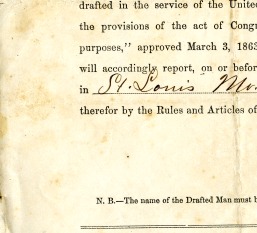 drafted in the service of the United
the provisions of the act of Congr
purposes," approved March 3, 1863
will accordingly report, on or befor
in St. Louis Mo.
therefor by the Rules and Articles of
N. B.—The name of the Drafted Man must b